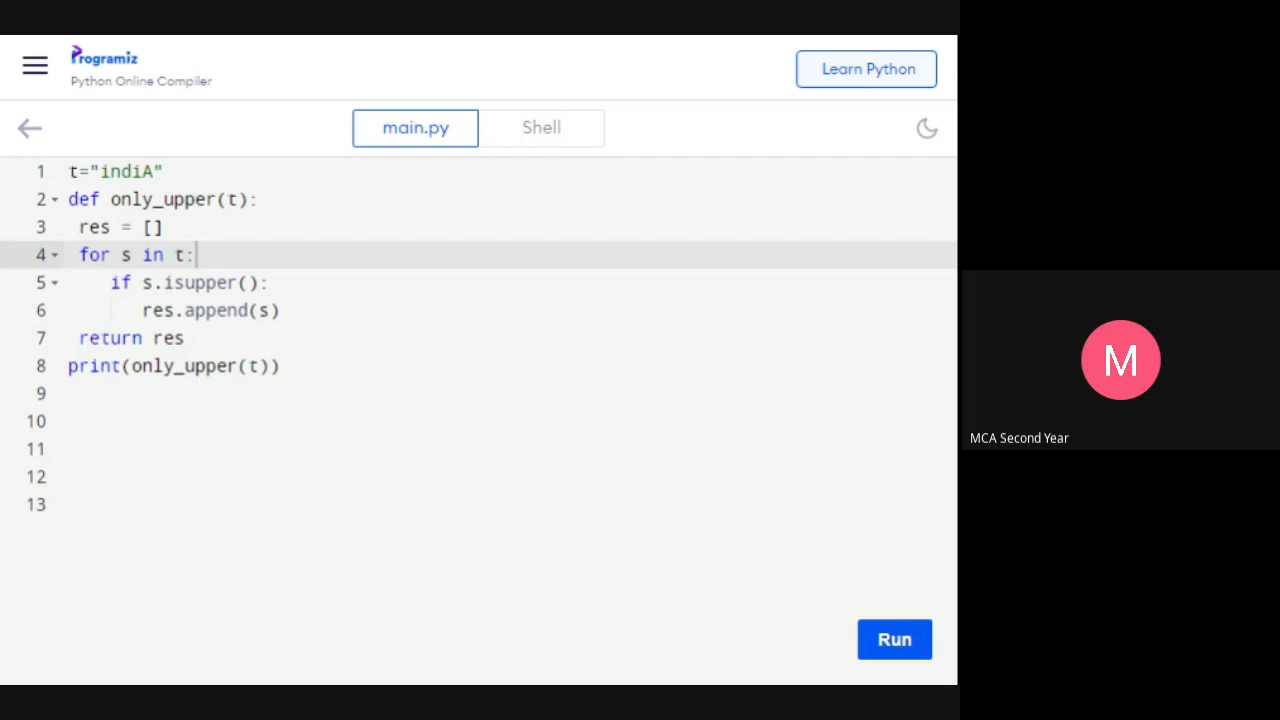 Programiz
Python Online Compiler
Learn Python
main.py
Shell
1 t="indiA"
2 def only_upper(t):
3  res = []
4  for s in t:
5     if s.isupper():
6        res.append(s)
7  return res
8 print(only_upper(t))
9
10
11
12
13
Run
M
MCA Second Year